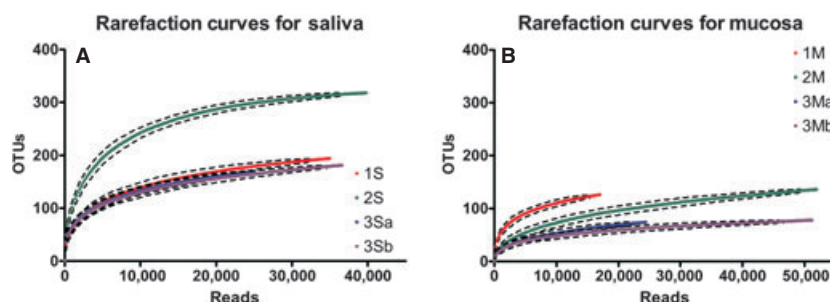 Rarefaction curves for saliva
A
400
300
200
100
0
OTUs
0
10,000
20,000
30,000
40,000
Reads
1S
2S
3Sa
3Sb
Rarefaction curves for mucosa
B
400
300
200
100
0
OTUs
0
10,000
20,000
30,000
40,000
50,000
Reads
1M
2M
3Ma
3Mb